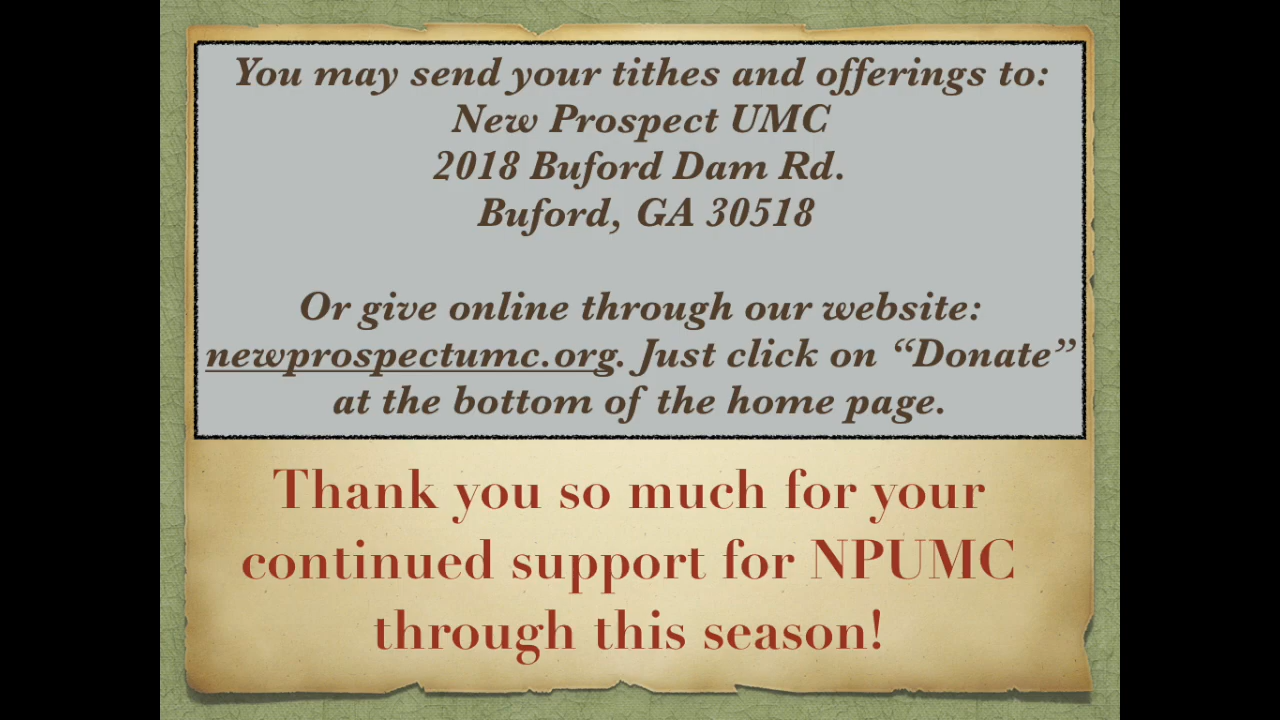 You may send your tithes and offerings to:
New Prospect UMC
2018 Buford Dam Rd.
Buford, GA 30518
Or give online through our website:
newprospectumc.org. Just click on “Donate”
at the bottom of the home page.
Thank you so much for your
continued support for NPUMC
through this season!